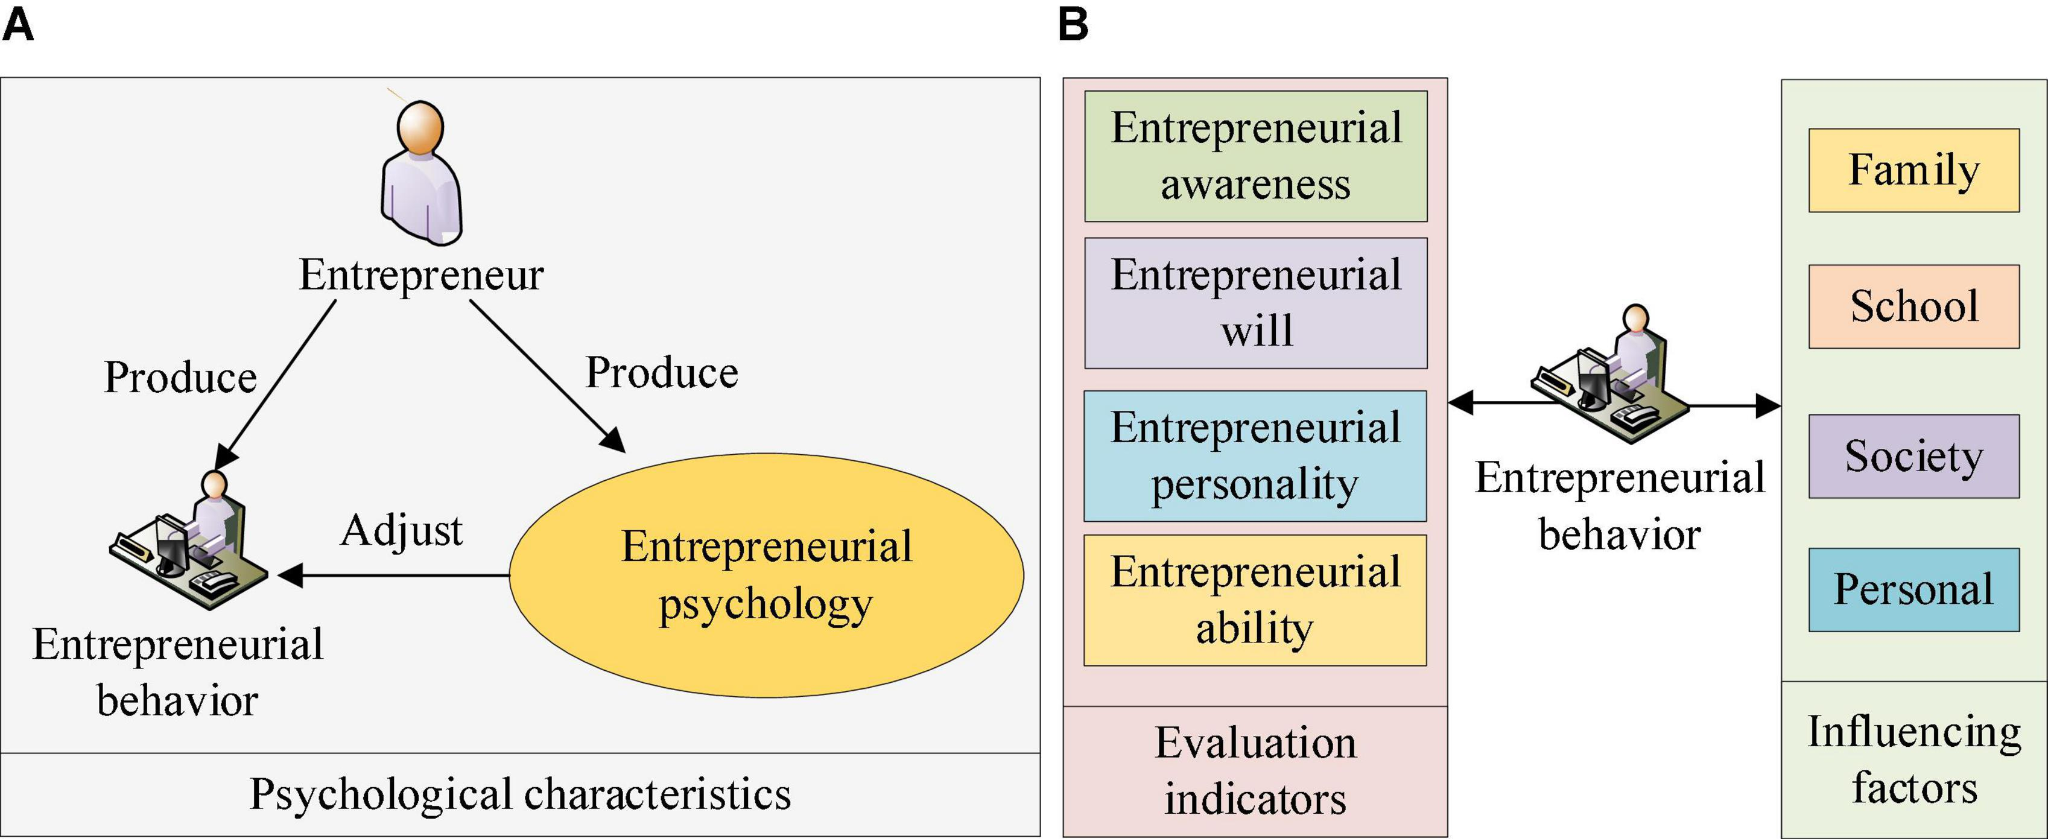 A
Entrepreneur
Produce
Produce
Adjust
Entrepreneurial
psychology
Entrepreneurial
behavior
Psychological characteristics
B
Entrepreneurial
awareness
Entrepreneurial
will
Entrepreneurial
personality
Entrepreneurial
ability
Evaluation
indicators
Entrepreneurial
behavior
Family
School
Society
Personal
Influencing
factors